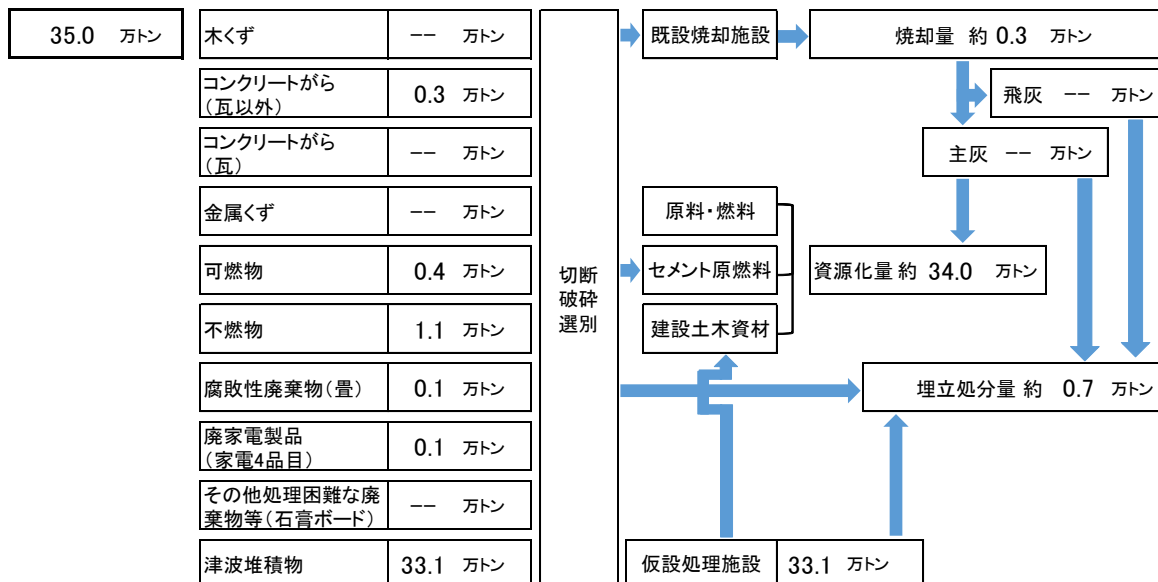 35.0 万トン
木くず -- 万トン
コンクリートがら
(瓦以外)
0.3 万トン
コンクリートがら
(瓦)
-- 万トン
金属くず -- 万トン
可燃物 0.4 万トン
不燃物 1.1 万トン
腐敗性廃棄物(畳) 0.1 万トン
廃家電製品
(家電4品目)
0.1 万トン
その他処理困難な廃
棄物等(石膏ボード)
-- 万トン
津波堆積物 33.1 万トン
切断
破砕
選別
既設焼却施設
焼却量 約 0.3 万トン
飛灰 -- 万トン
主灰 -- 万トン
原料・燃料
セメント原燃料
建設土木資材
資源化量 約 34.0 万トン
埋立処分量 約 0.7 万トン
仮設処理施設 33.1 万トン